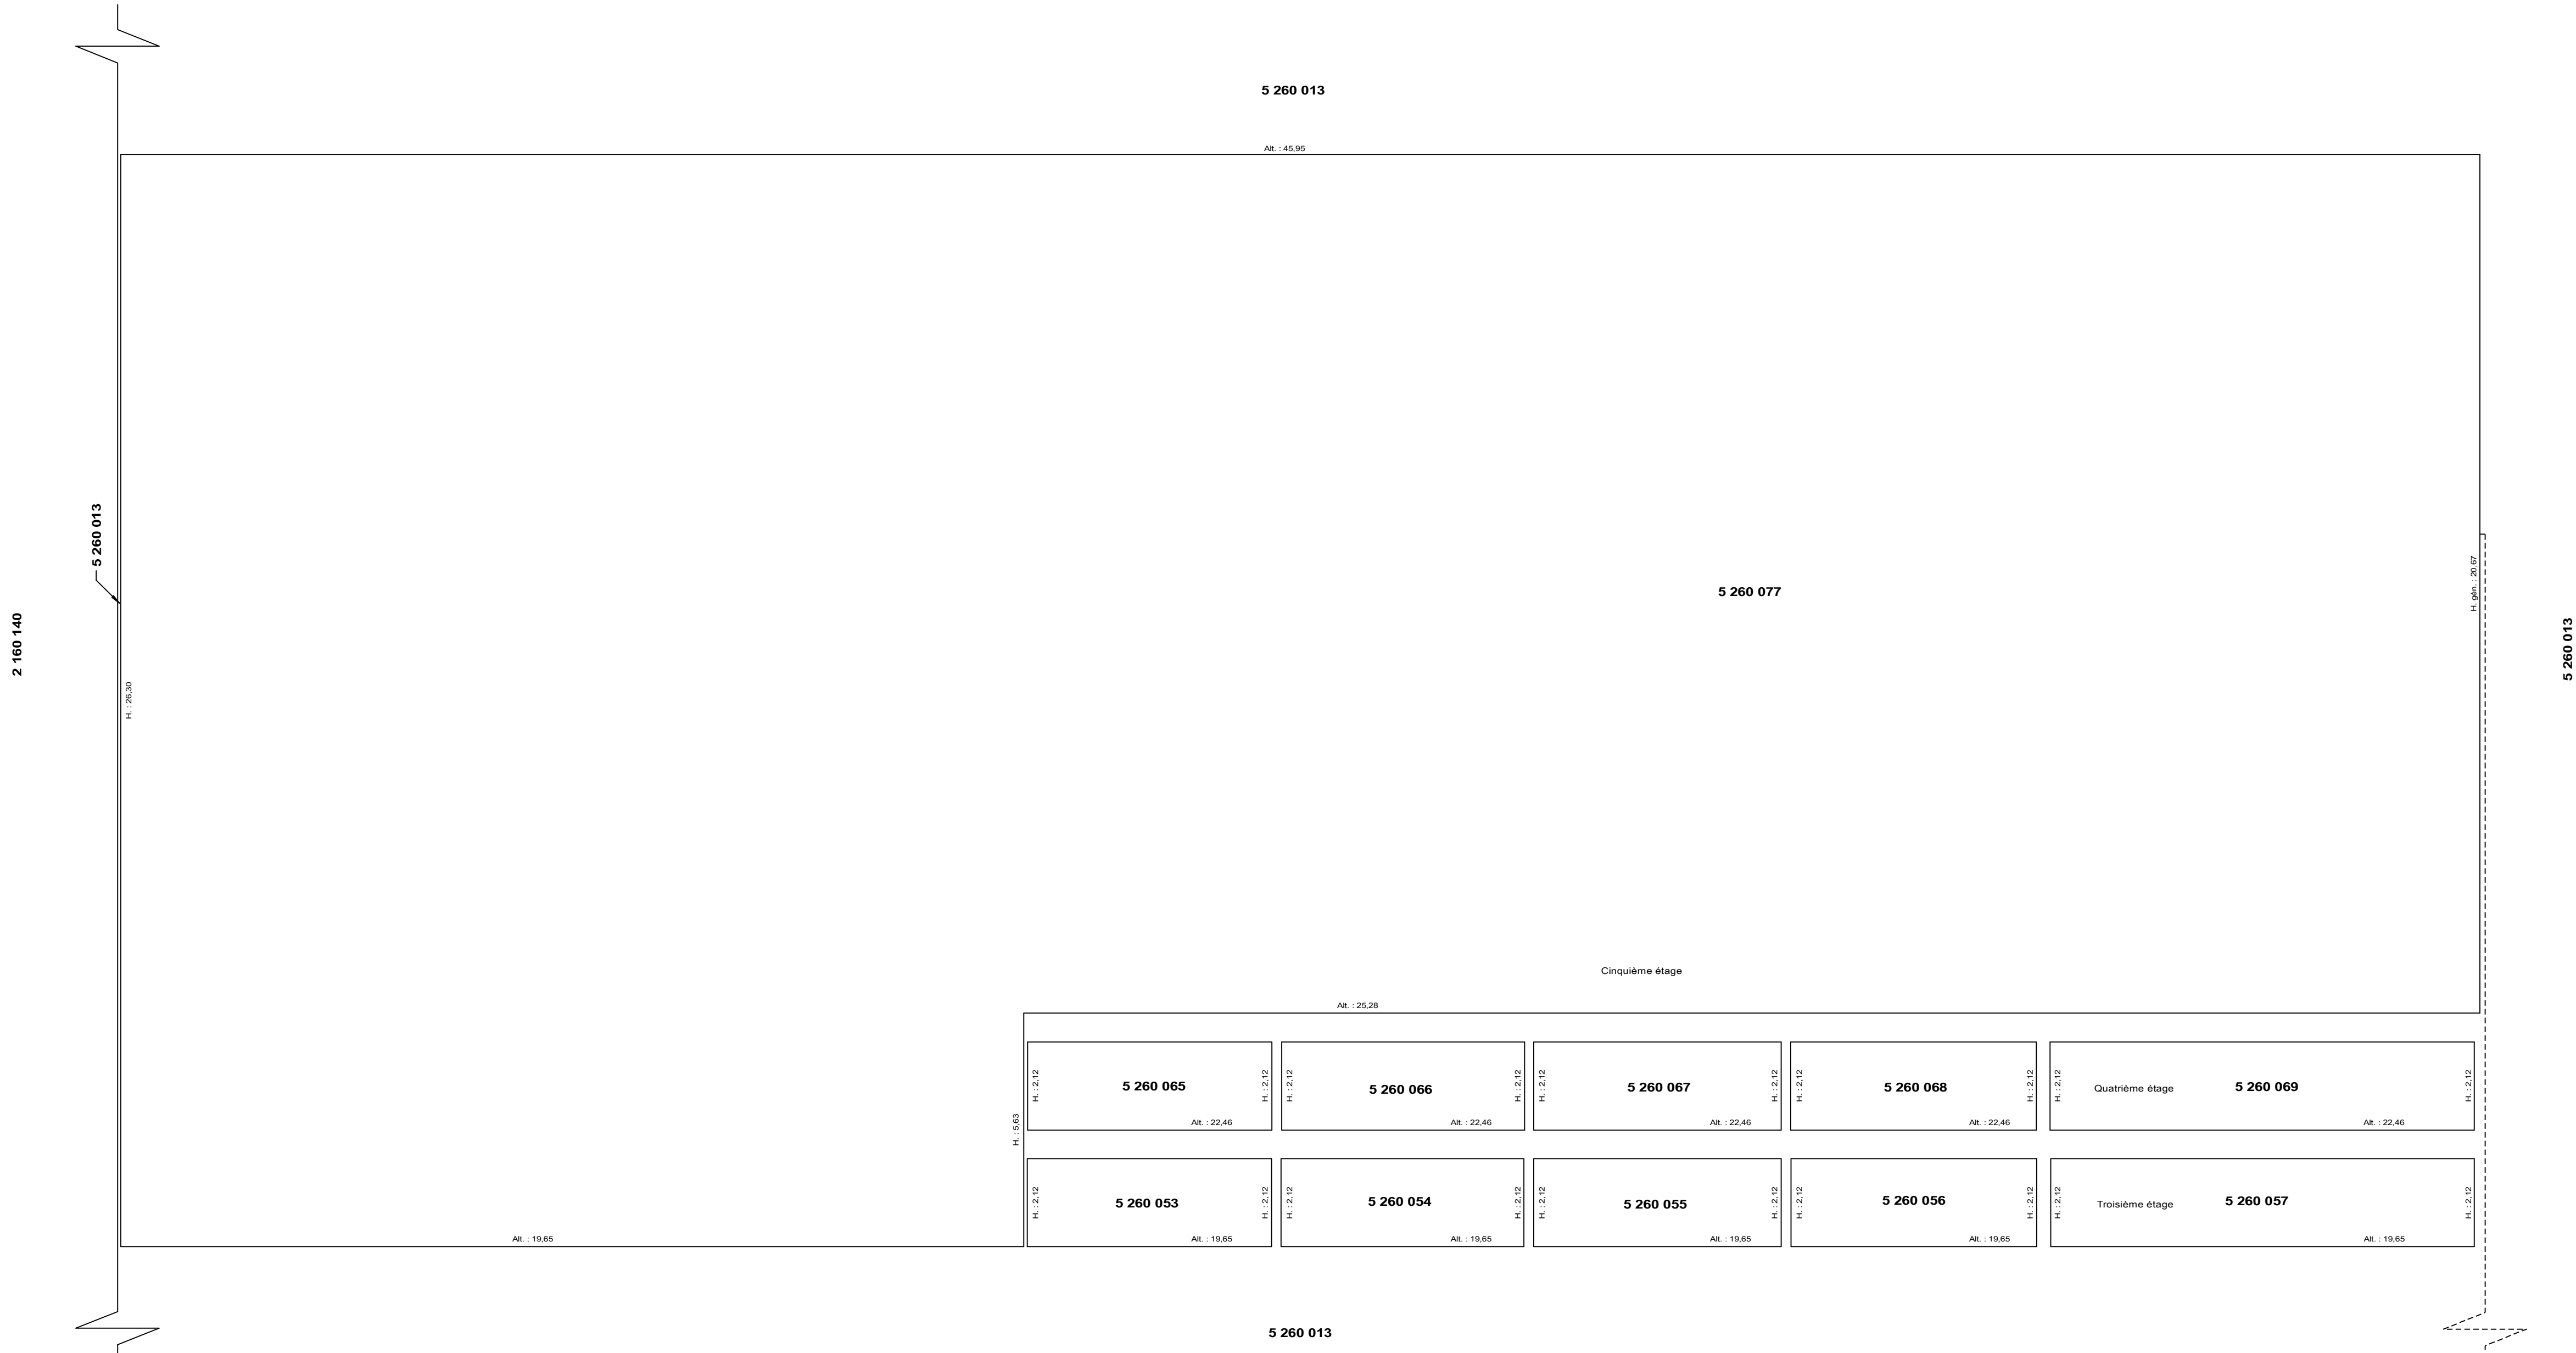 5 260 013
Alt. : 45,95
5 260 013
2 160 140
H. : 26,30
5 260 077
H. gén. : 20,67
5 260 013
Cinquième étage
Alt. : 25,28
H. : 5,63
H. : 2,12
5 260 065
H. : 2,12
Alt. : 22,46
H. : 2,12
5 260 066
H. : 2,12
Alt. : 22,46
H. : 2,12
5 260 067
H. : 2,12
Alt. : 22,46
H. : 2,12
5 260 068
H. : 2,12
Alt. : 22,46
H. : 2,12
Quatrième étage
5 260 069
H. : 2,12
Alt. : 22,46
Alt. : 19,65
H. : 2,12
5 260 053
H. : 2,12
Alt. : 19,65
H. : 2,12
5 260 054
H. : 2,12
Alt. : 19,65
H. : 2,12
5 260 055
H. : 2,12
Alt. : 19,65
H. : 2,12
5 260 056
H. : 2,12
Alt. : 19,65
H. : 2,12
Troisième étage
5 260 057
H. : 2,12
Alt. : 19,65
5 260 013